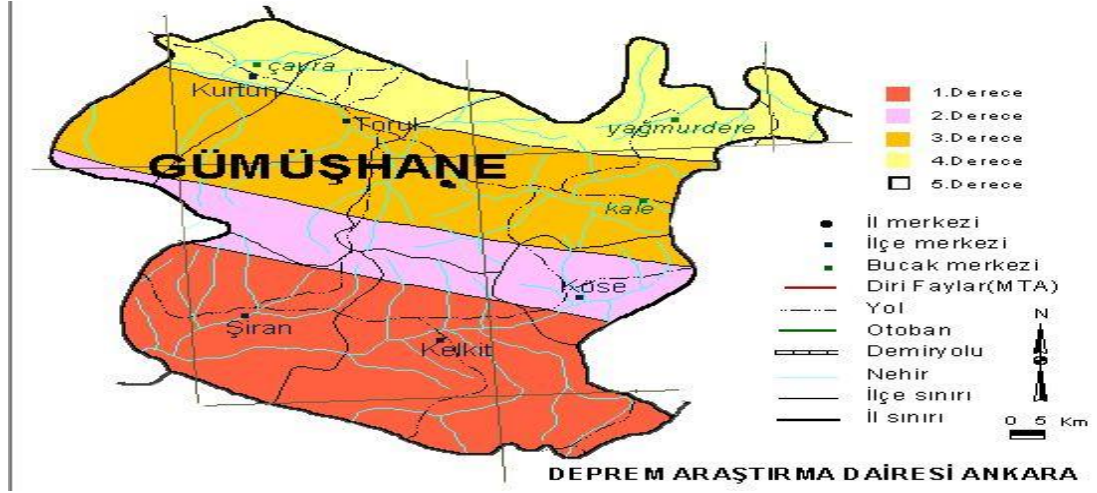 çayra
Kurtun
Torul
yağmurdere
GÜMÜŞHANE
kale
Köse
Şiran
Kelkit
1.Derece
2.Derece
3.Derece
4.Derece
5.Derece
İl merkezi
İlçe merkezi
Bucak merkezi
Diri Faylar(MTA)
Yol
Otoban
Demiryolu
Nehir
İlçe sınırı
İl sınırı
N
0 5 Km
DEPREM ARAŞTIRMA DAİRESİ ANKARA